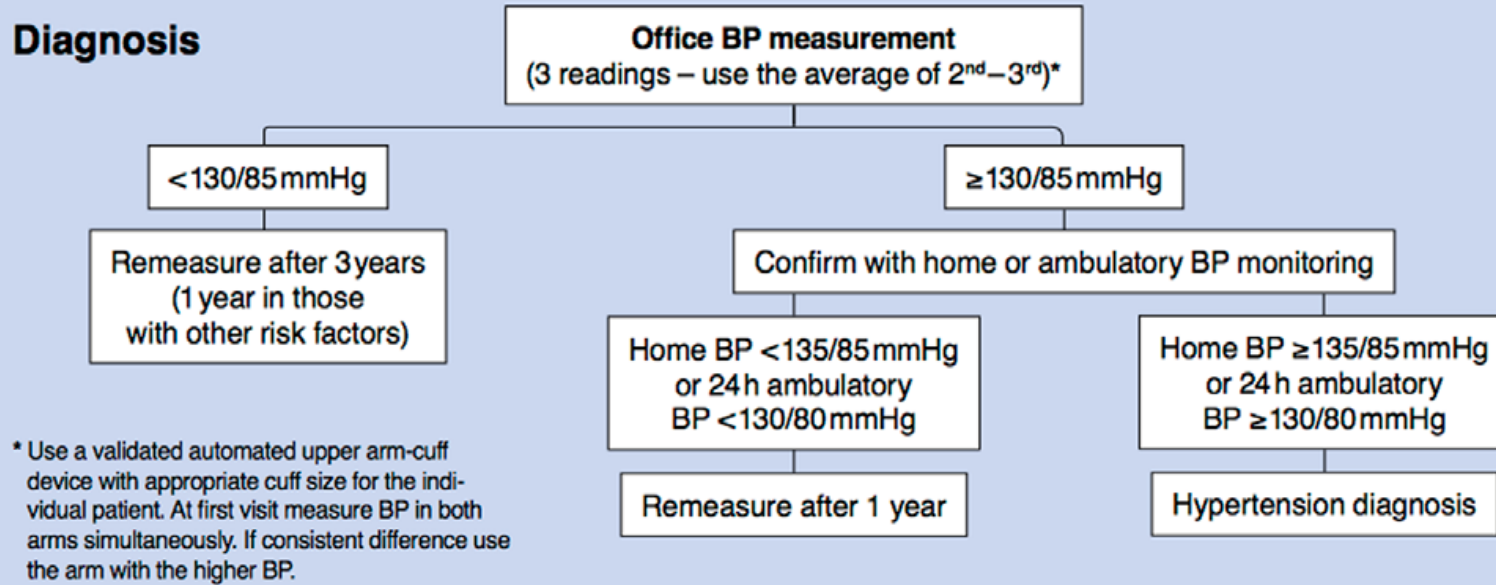 Diagnosis
Office BP measurement
(3 readings – use the average of 2nd–3rd)*
<130/85 mmHg
≥130/85 mmHg
Remeasure after 3 years
(1 year in those
with other risk factors)
Confirm with home or ambulatory BP monitoring
Home BP <135/85 mmHg
or 24 h ambulatory
BP <130/80 mmHg
Home BP ≥135/85 mmHg
or 24 h ambulatory
BP ≥130/80 mmHg
Remeasure after 1 year
Hypertension diagnosis
* Use a validated automated upper arm-cuff
device with appropriate cuff size for the indi-
vidual patient. At first visit measure BP in both
arms simultaneously. If consistent difference use
the arm with the higher BP.